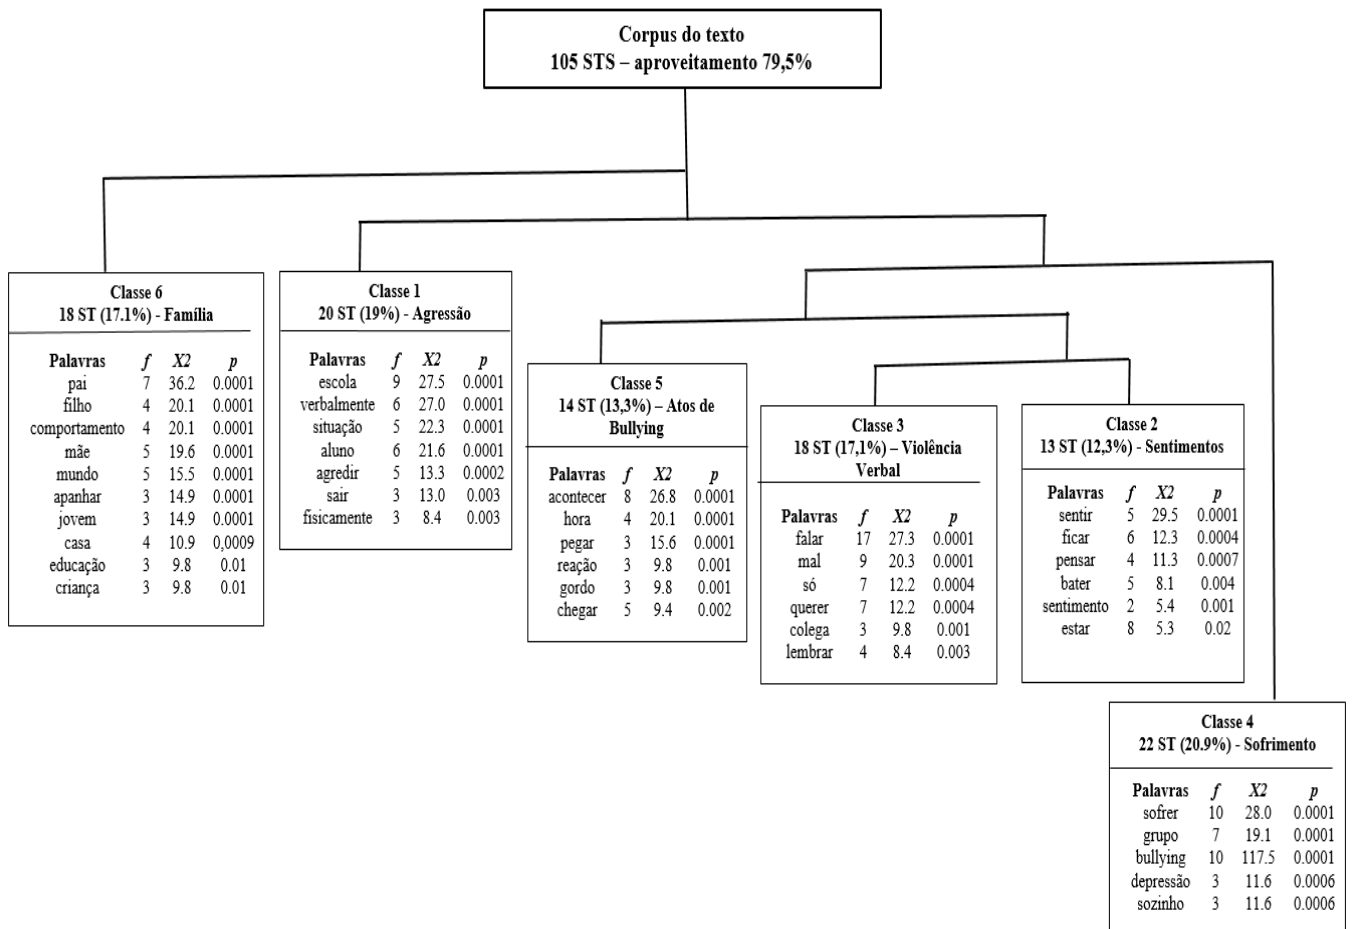 Corpus do texto
105 STS – aproveitamento 79,5%
Classe 6
18 ST (17.1%) - Família
Palavras f X2 p
pai 7 36.2 0.0001
filho 4 20.1 0.0001
comportamento 4 20.1 0.0001
mãe 5 19.6 0.0001
mundo 5 15.5 0.0001
apanhar 3 14.9 0.0001
jovem 3 14.9 0.0001
casa 4 10.9 0,0009
educação 3 9.8 0.01
criança 3 9.8 0.01
Classe 1
20 ST (19%) - Agressão
Palavras f X2 p
escola 9 27.5 0.0001
verbalmente 6 27.0 0.0001
situação 5 22.3 0.0001
aluno 6 21.6 0.0001
agredir 5 13.3 0.0002
sair 3 13.0 0.003
fisicamente 3 8.4 0.003
Classe 5
14 ST (13,3%) – Atos de
Bullying
Palavras f X2 p
acontecer 8 26.8 0.0001
hora 4 20.1 0.0001
pegar 3 15.6 0.0001
reação 3 9.8 0.001
gordo 3 9.8 0.001
chegar 5 9.4 0.002
Classe 3
18 ST (17,1%) – Violência
Verbal
Palavras f X2 p
falar 17 27.3 0.0001
mal 9 20.3 0.0001
só 7 12.2 0.0004
querer 7 12.2 0.0004
colega 3 9.8 0.001
lembrar 4 8.4 0.003
Classe 2
13 ST (12,3%) - Sentimentos
Palavras f X2 p
sentir 5 29.5 0.0001
ficar 6 12.3 0.0004
pensar 4 11.3 0.0007
bater 5 8.1 0.004
sentimento 2 5.4 0.001
estar 8 5.3 0.02
Classe 4
22 ST (20.9%) - Sofrimento
Palavras f X2 p
sofrer 10 28.0 0.0001
grupo 7 19.1 0.0001
bullying 10 117.5 0.0001
depressão 3 11.6 0.0006
sozinho 3 11.6 0.0006